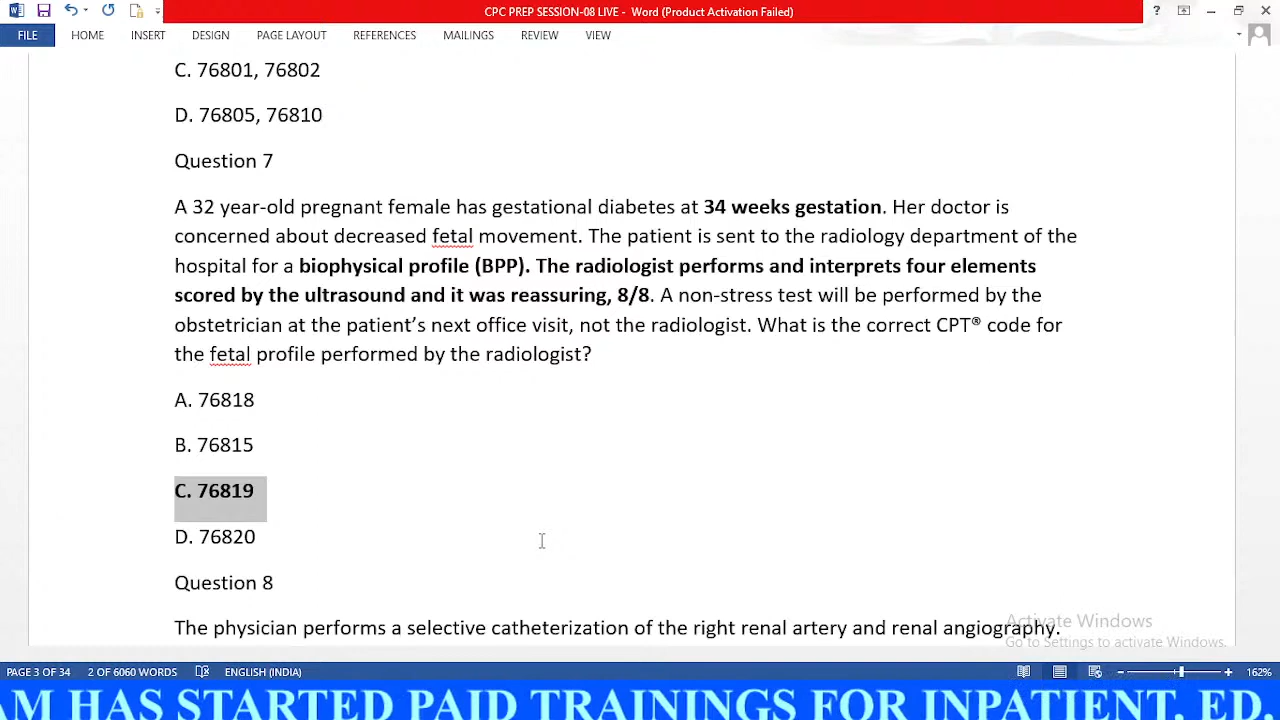 CPC PREP SESSION-08 LIVE - Word (Product Activation Failed)
FILE HOME INSERT DESIGN PAGE LAYOUT REFERENCES MAILINGS REVIEW VIEW
C. 76801, 76802
D. 76805, 76810
Question 7
A 32 year-old pregnant female has gestational diabetes at 34 weeks gestation. Her doctor is
concerned about decreased fetal movement. The patient is sent to the radiology department of the
hospital for a biophysical profile (BPP). The radiologist performs and interprets four elements
scored by the ultrasound and it was reassuring, 8/8. A non-stress test will be performed by the
obstetrician at the patient’s next office visit, not the radiologist. What is the correct CPT® code for
the fetal profile performed by the radiologist?
A. 76818
B. 76815
C. 76819
D. 76820
Question 8
The physician performs a selective catheterization of the right renal artery and renal angiography.
Activate Windows
Go to Settings to activate Windows.
PAGE 3 OF 34 2 OF 6060 WORDS ENGLISH (INDIA) 162%
AM HAS STARTED PAID TRAININGS FOR INPATIENT, ED,